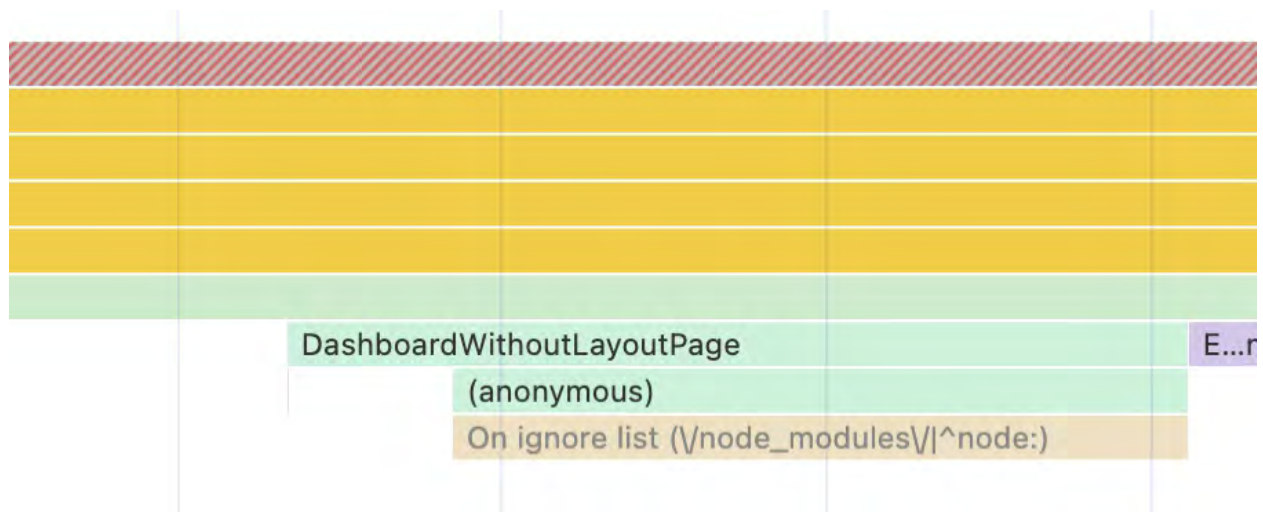 DashboardWithoutLayoutPage E...r
(anonymous)
On ignore list (\/node_modules\/|^node:)